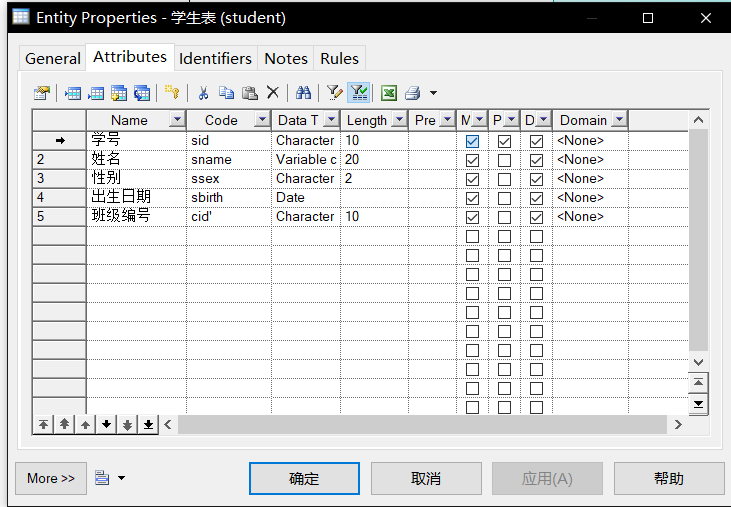 Entity Properties - 学生表 (student)
General Attributes Identifiers Notes Rules
Name Code Data T Length Pre M P D Domain
学号 sid Character 10 <None>
2 姓名 sname Variable c 20 <None>
3 性别 ssex Character 2 <None>
4 出生日期 sbirth Date <None>
5 班级编号 cid' Character 10 <None>
More >> 确定 取消 应用(A) 帮助